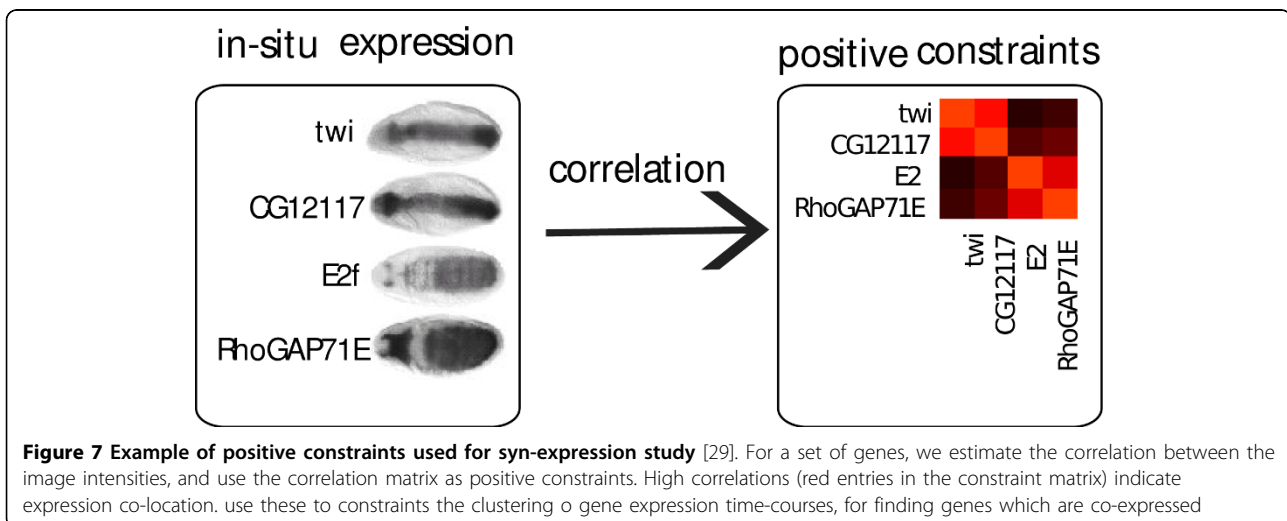 in-situ expression
positive constraints
twi
CG12117
E2f
RhoGAP71E
correlation
twi
CG12117
E2
RhoGAP71E
twi
CG12117
E2
RhoGAP71E
Figure 7 Example of positive constraints used for syn-expression study [29]. For a set of genes, we estimate the correlation between the
image intensities, and use the correlation matrix as positive constraints. High correlations (red entries in the constraint matrix) indicate
expression co-location. use these to constraints the clustering o gene expression time-courses, for finding genes which are co-expressed